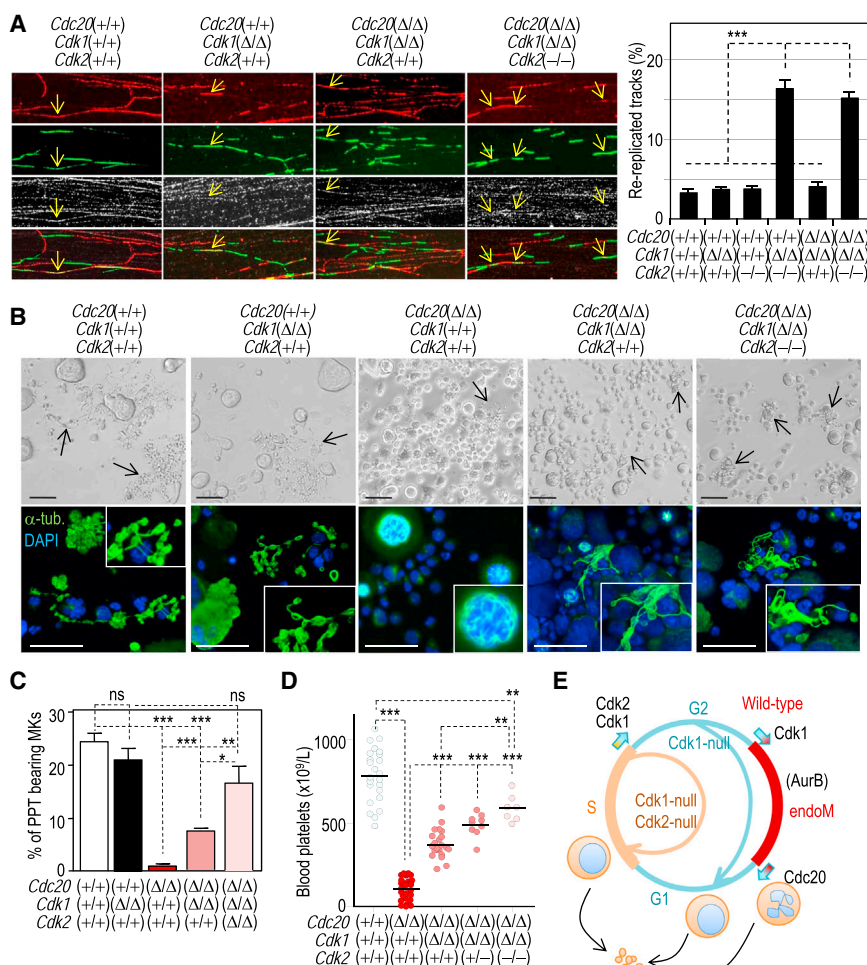 A
Cdc20(+/+) Cdc20(+/+) Cdc20(Δ/Δ) Cdc20(Δ/Δ)
Cdk1(+/+) Cdk1(Δ/Δ) Cdk1(Δ/Δ) Cdk1(Δ/Δ)
Cdk2(+/+) Cdk2(+/+) Cdk2(+/+) Cdk2(−/−)
Re-replicated tracks (%)
***
20
10
0
Cdc20 (+/+)(+/+)(+/+)(+/+)(Δ/Δ)(Δ/Δ)
Cdk1 (+/+)(Δ/Δ)(+/+)(Δ/Δ)(Δ/Δ)(Δ/Δ)
Cdk2 (+/+)(+/+)(−/−)(−/−)(+/+)(−/−)
B
Cdc20(+/+) Cdc20(+/+) Cdc20(Δ/Δ) Cdc20(Δ/Δ) Cdc20(Δ/Δ)
Cdk1(+/+) Cdk1(Δ/Δ) Cdk1(+/+) Cdk1(Δ/Δ) Cdk1(Δ/Δ)
Cdk2(+/+) Cdk2(+/+) Cdk2(+/+) Cdk2(+/+) Cdk2(−/−)
α-tub.
DAPI
C
% of PPT bearing MKs
30
20
10
0
ns ns
*** ***
*** **
*
Cdc20 (+/+) (+/+) (Δ/Δ) (Δ/Δ) (Δ/Δ)
Cdk1 (+/+) (Δ/Δ) (+/+) (Δ/Δ) (Δ/Δ)
Cdk2 (+/+) (+/+) (+/+) (+/+) (Δ/Δ)
D
Blood platelets (x10⁹/L)
1000
500
0
**
*** **
*** *** ***
Cdc20 (+/+) (Δ/Δ) (Δ/Δ) (Δ/Δ) (Δ/Δ)
Cdk1 (+/+) (+/+) (Δ/Δ) (Δ/Δ) (Δ/Δ)
Cdk2 (+/+) (+/+) (+/+) (+/−) (−/−)
E
Cdk2
Cdk1
G2
Wild-type
Cdk1
Cdk1-null
(AurB)
endoM
S
Cdk1-null
Cdk2-null
Cdc20
G1